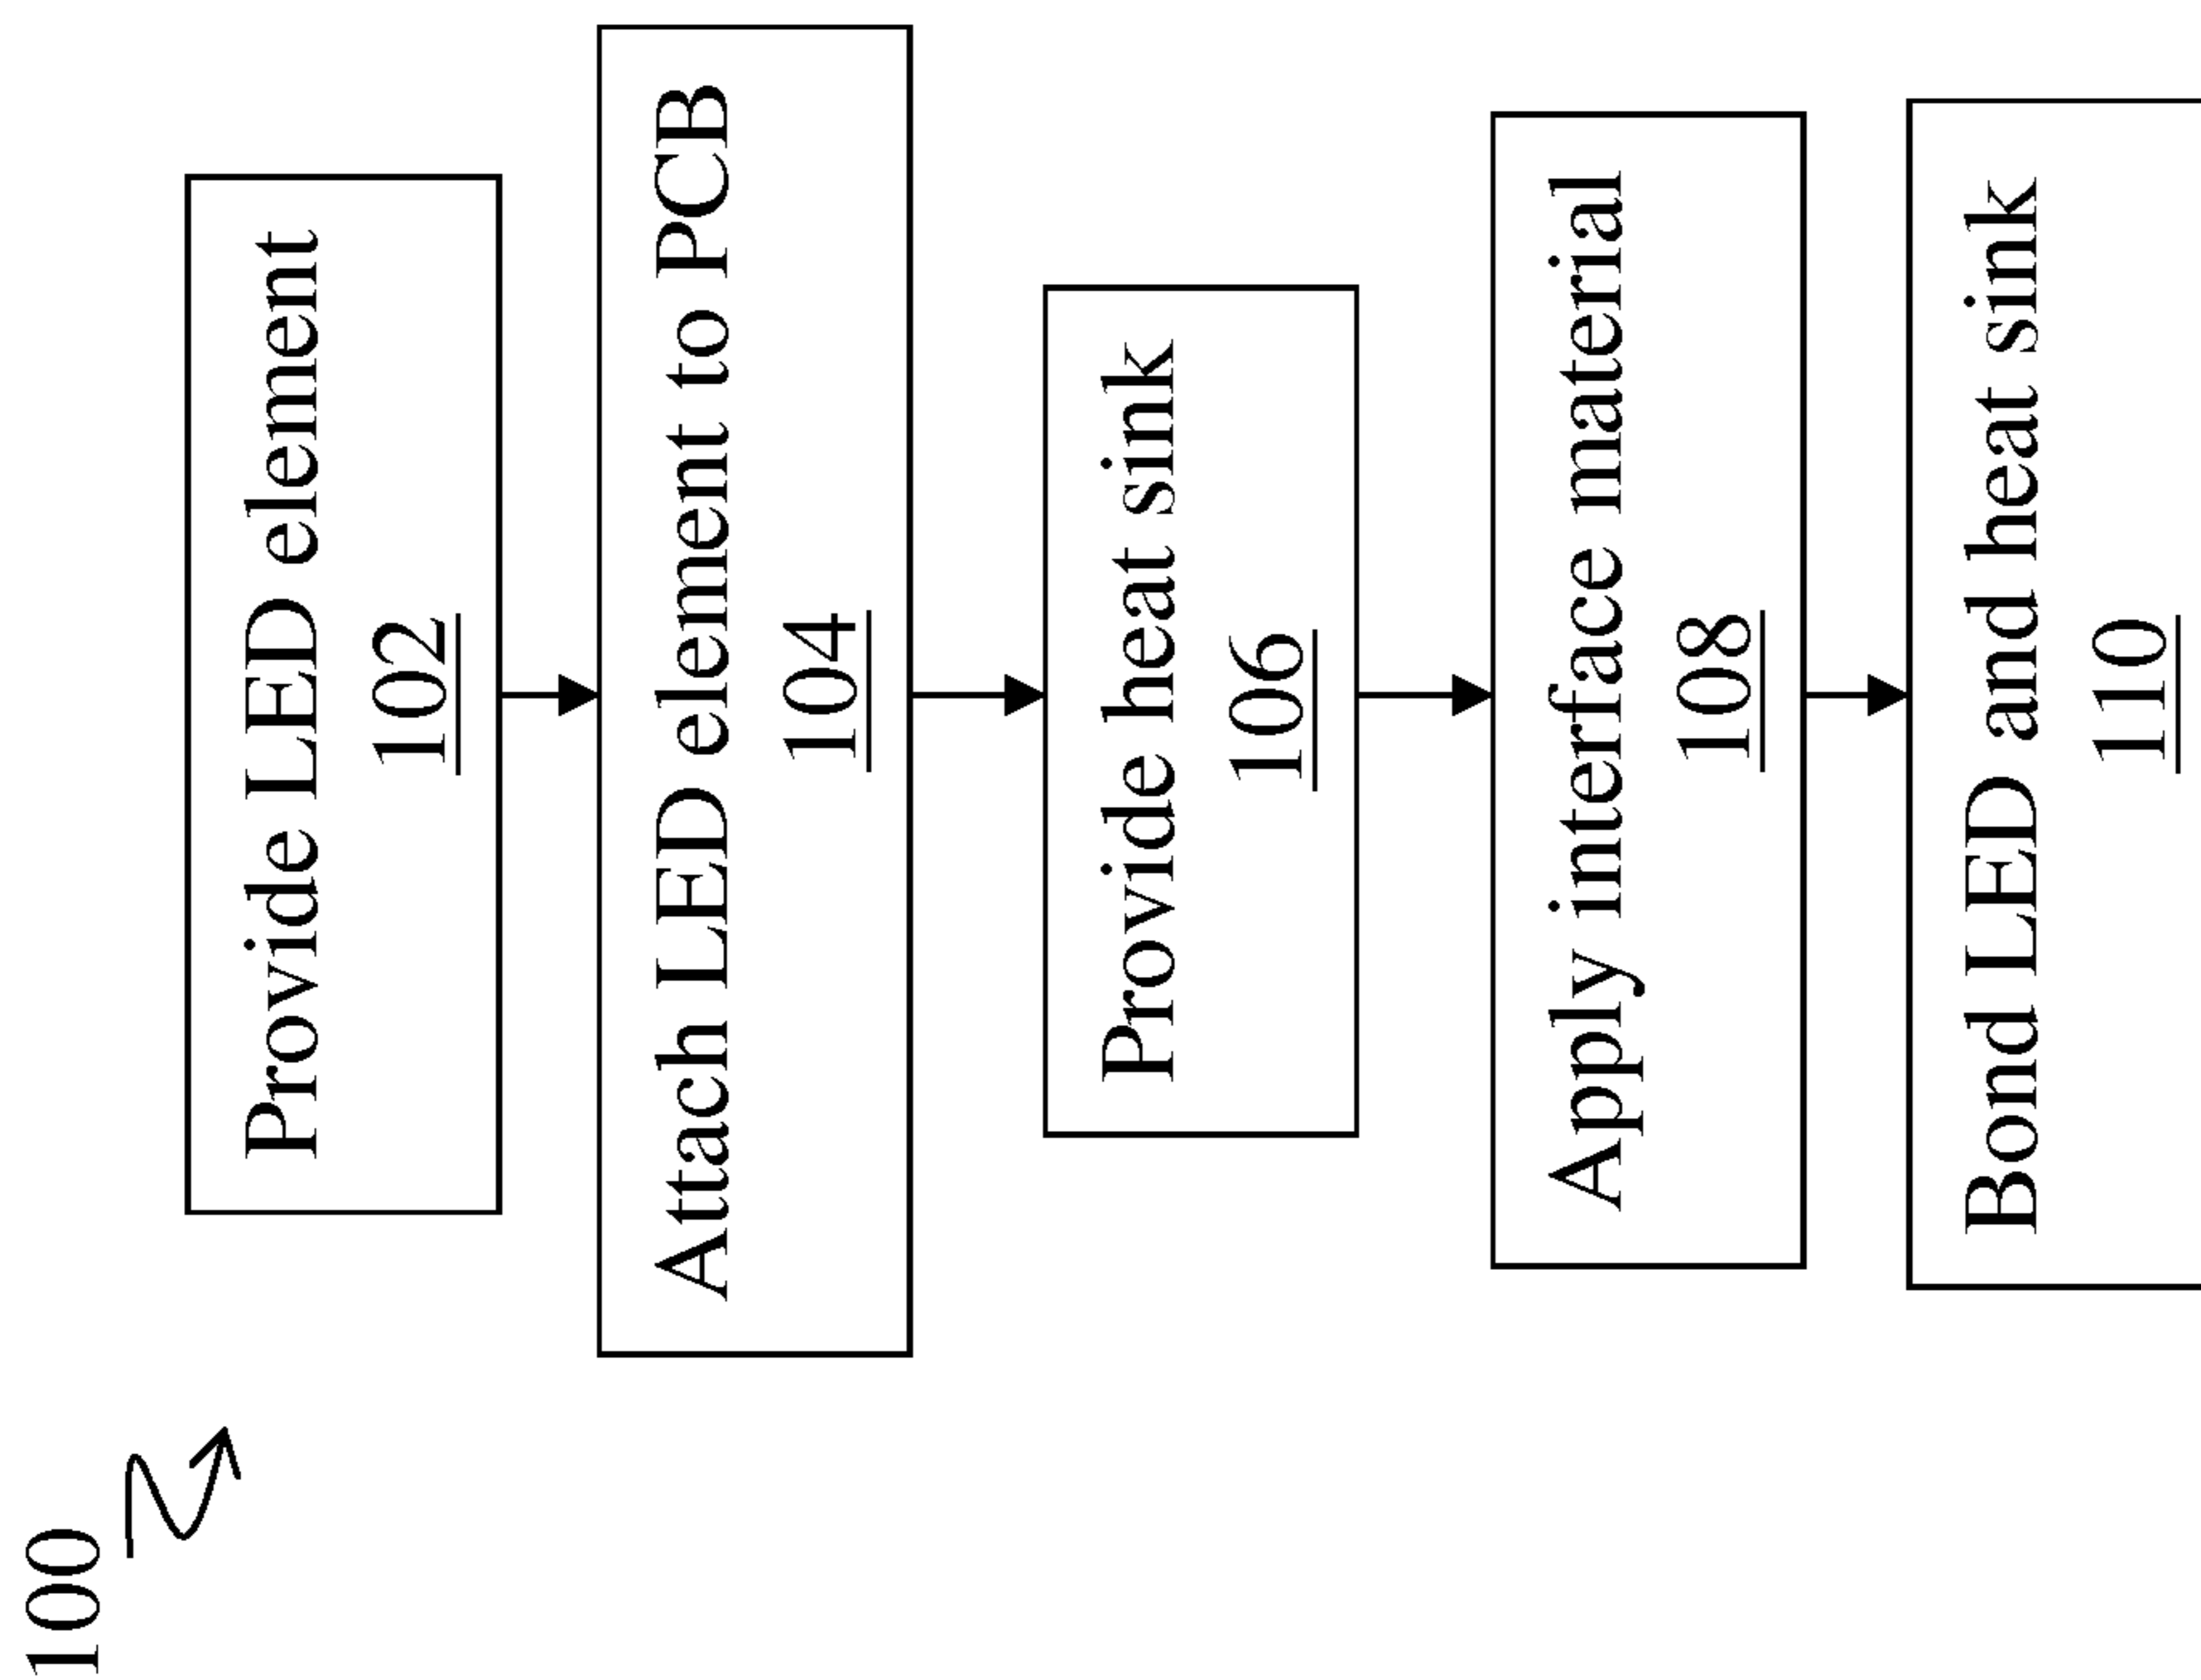 100
Provide LED element
102
Attach LED element to PCB
104
Provide heat sink
106
Apply interface material
108
Bond LED and heat sink
110